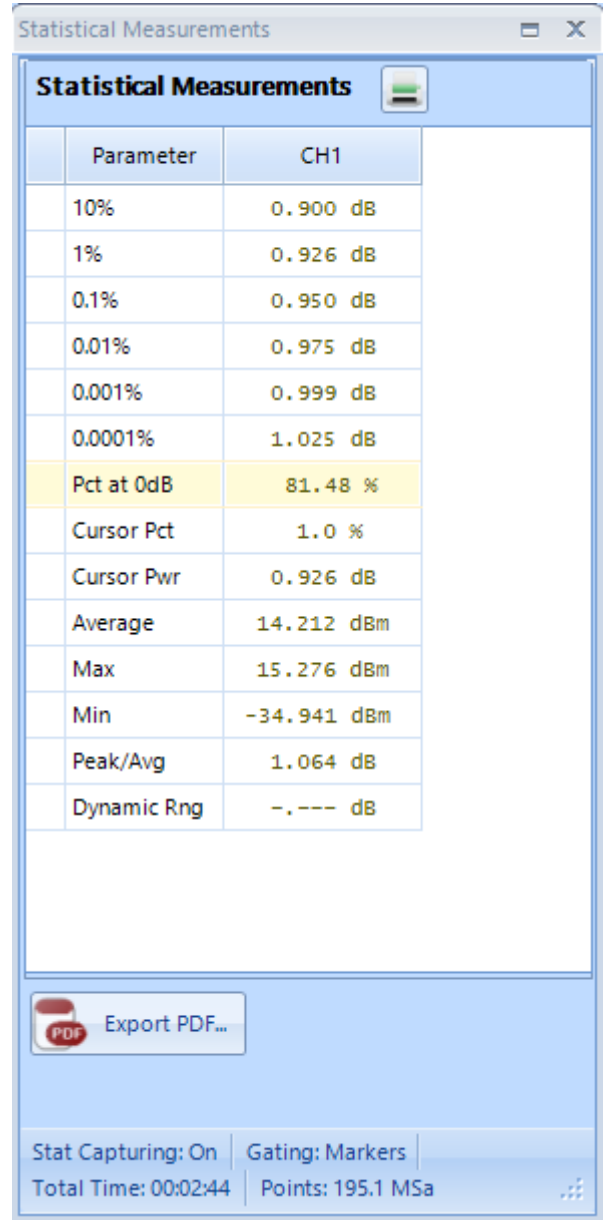 Statistical Measurements
Statistical Measurements
Parameter CH1
10% 0.900 dB
1% 0.926 dB
0.1% 0.950 dB
0.01% 0.975 dB
0.001% 0.999 dB
0.0001% 1.025 dB
Pct at 0dB 81.48 %
Cursor Pct 1.0 %
Cursor Pwr 0.926 dB
Average 14.212 dBm
Max 15.276 dBm
Min -34.941 dBm
Peak/Avg 1.064 dB
Dynamic Rng -.--- dB
PDF Export PDF...
Stat Capturing: On Gating: Markers
Total Time: 00:02:44 Points: 195.1 MSa